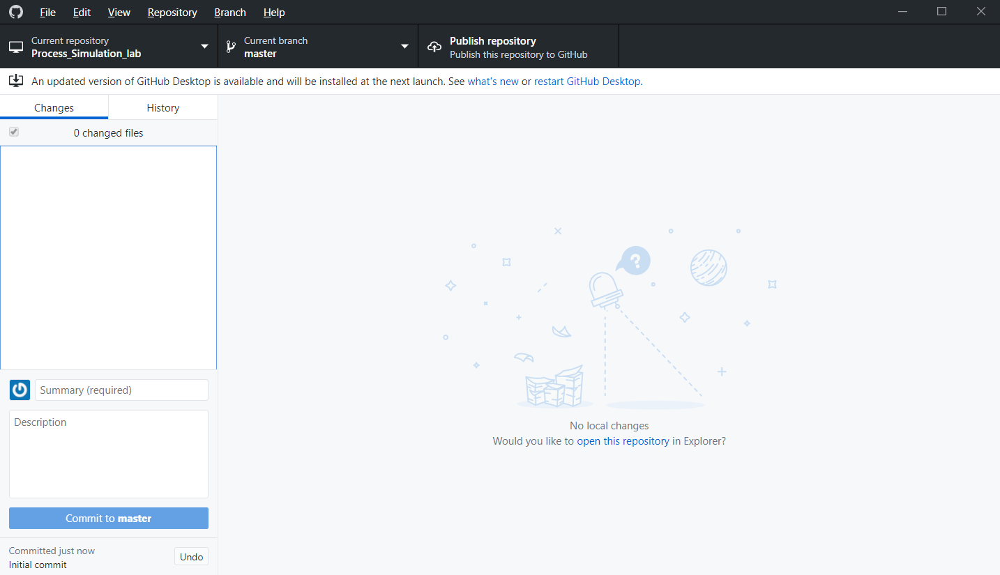 File Edit View Repository Branch Help
Current repository
Process_Simulation_lab
Current branch
master
Publish repository
Publish this repository to GitHub
An updated version of GitHub Desktop is available and will be installed at the next launch. See what's new or restart GitHub Desktop.
Changes History
0 changed files
?
Summary (required)
Description
No local changes
Would you like to open this repository in Explorer?
Commit to master
Committed just now
Initial commit
Undo